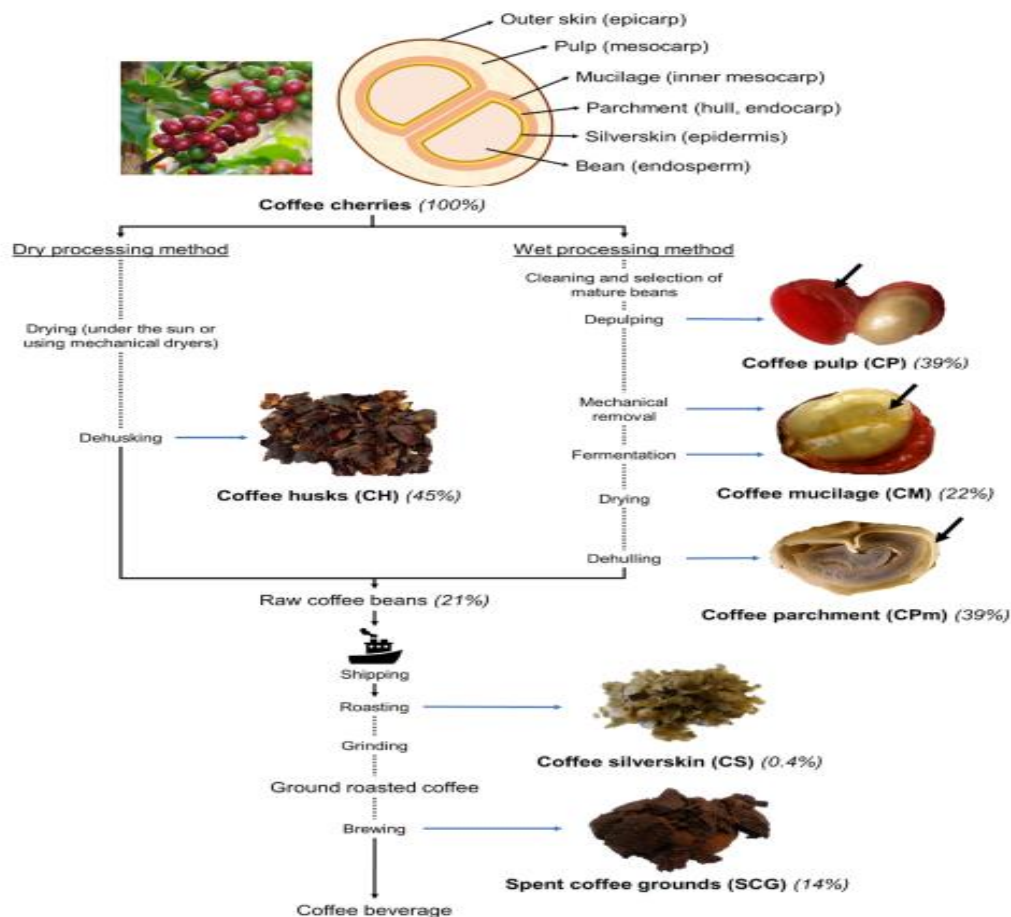 Outer skin (epicarp)
Pulp (mesocarp)
Mucilage (inner mesocarp)
Parchment (hull, endocarp)
Silverskin (epidermis)
Bean (endosperm)
Coffee cherries (100%)
Dry processing method
Wet processing method
Cleaning and selection of
mature beans
Depulping
Coffee pulp (CP) (39%)
Drying (under the sun or
using mechanical dryers)
Mechanical
removal
Dehusking
Fermentation
Coffee husks (CH) (45%)
Coffee mucilage (CM) (22%)
Drying
Dehulling
Coffee parchment (CPm) (39%)
Raw coffee beans (21%)
Shipping
Roasting
Grinding
Coffee silverskin (CS) (0.4%)
Ground roasted coffee
Brewing
Spent coffee grounds (SCG) (14%)
Coffee beverage